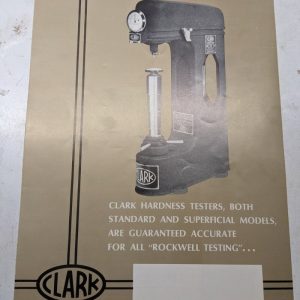 CLARK
CLARK HARDNESS TESTERS, BOTH
STANDARD AND SUPERFICIAL MODELS,
ARE GUARANTEED ACCURATE
FOR ALL "ROCKWELL TESTING"...
CLARK